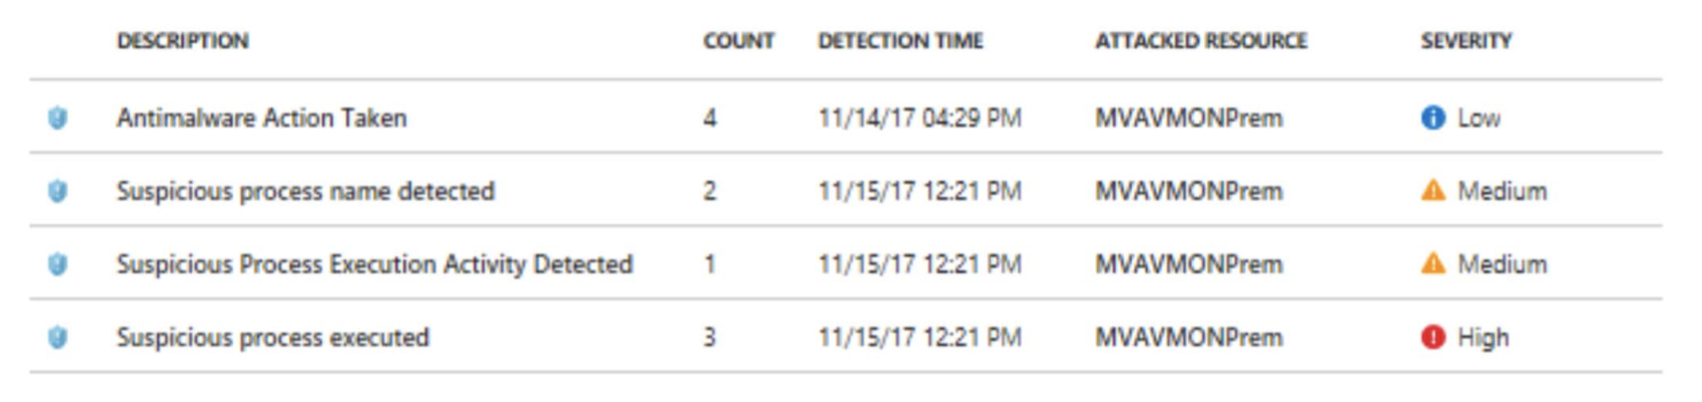 DESCRIPTION COUNT DETECTION TIME ATTACKED RESOURCE SEVERITY
Antimalware Action Taken 4 11/14/17 04:29 PM MVAVMONPrem Low
Suspicious process name detected 2 11/15/17 12:21 PM MVAVMONPrem Medium
Suspicious Process Execution Activity Detected 1 11/15/17 12:21 PM MVAVMONPrem Medium
Suspicious process executed 3 11/15/17 12:21 PM MVAVMONPrem High